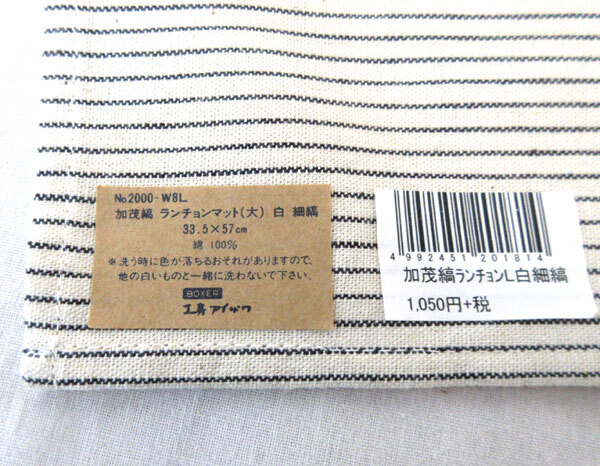 No.2000-W8L
加茂縞 ランチョンマット(大) 白 細縞
33.5×57cm
綿 100%
※洗う時に色が落ちるおそれがありますので、
他の白いものと一緒に洗わないで下さい。
BOXER
工房アイザワ
4992451 201814
加茂縞ランチョンL白細縞
1,050円+税